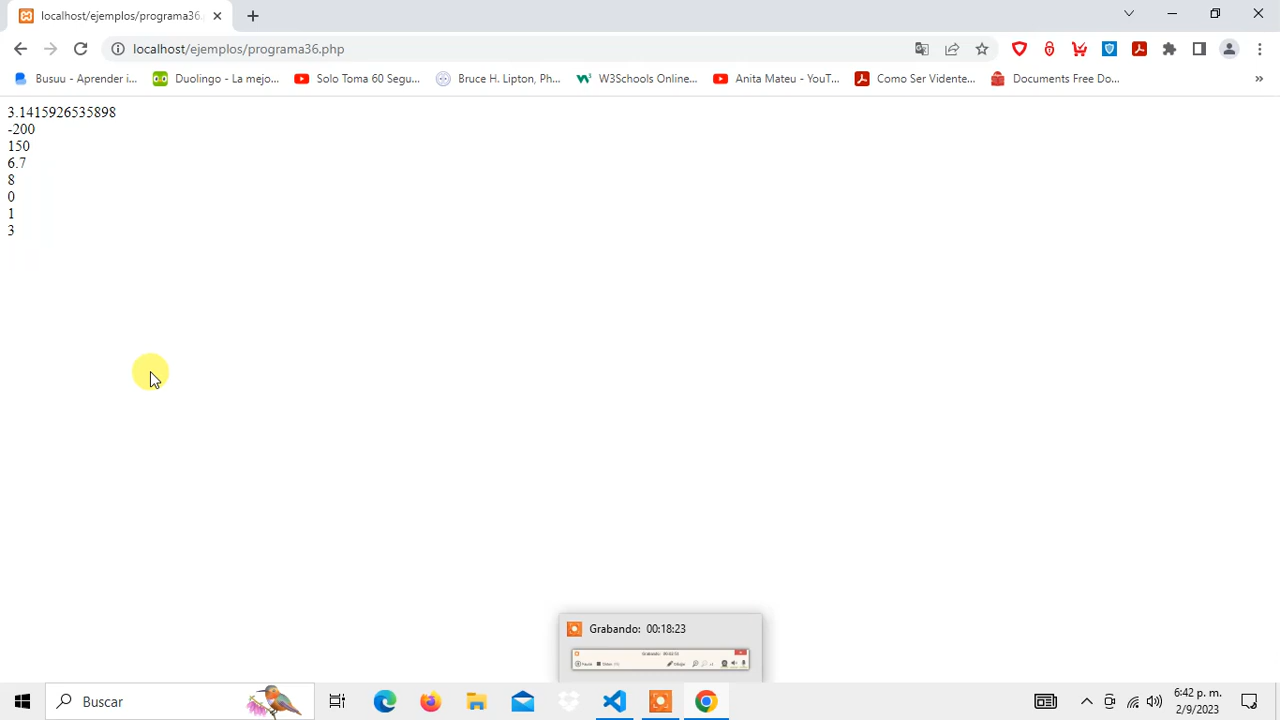 localhost/ejemplos/programa36.
localhost/ejemplos/programa36.php
Busuu - Aprender i... Duolingo - La mejo... Solo Toma 60 Segu... Bruce H. Lipton, Ph... W3Schools Online... Anita Mateu - YouT... Como Ser Vidente... Documents Free Do... »
3.1415926535898
-200
150
6.7
8
0
1
3
Grabando: 00:18:23
Buscar
6:42 p. m.
2/9/2023